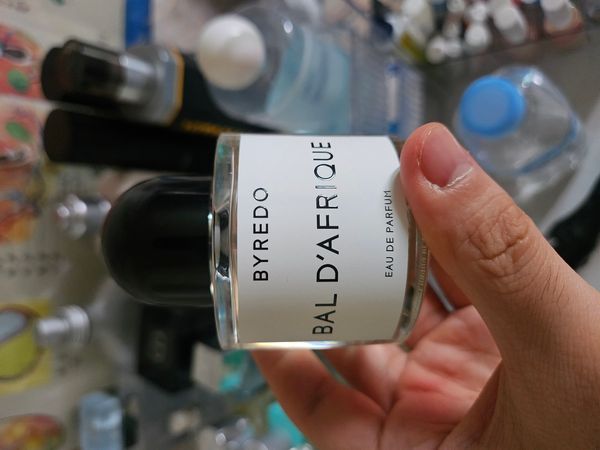 BYREDO
BAL D'AFRIQUE
EAU DE PARFUM